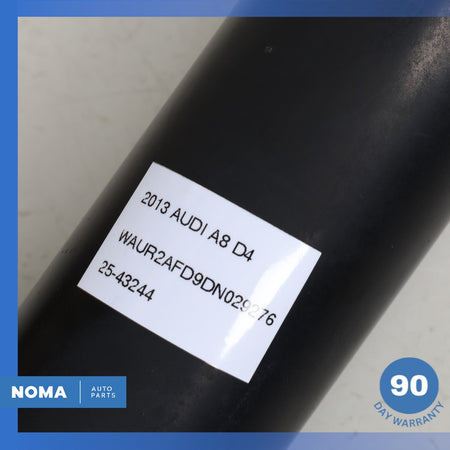 2013 AUDI A8 D4
WAUR2AFD9DN029276
25-43244
NOMA
AUTO
PARTS
90
DAY WARRANTY